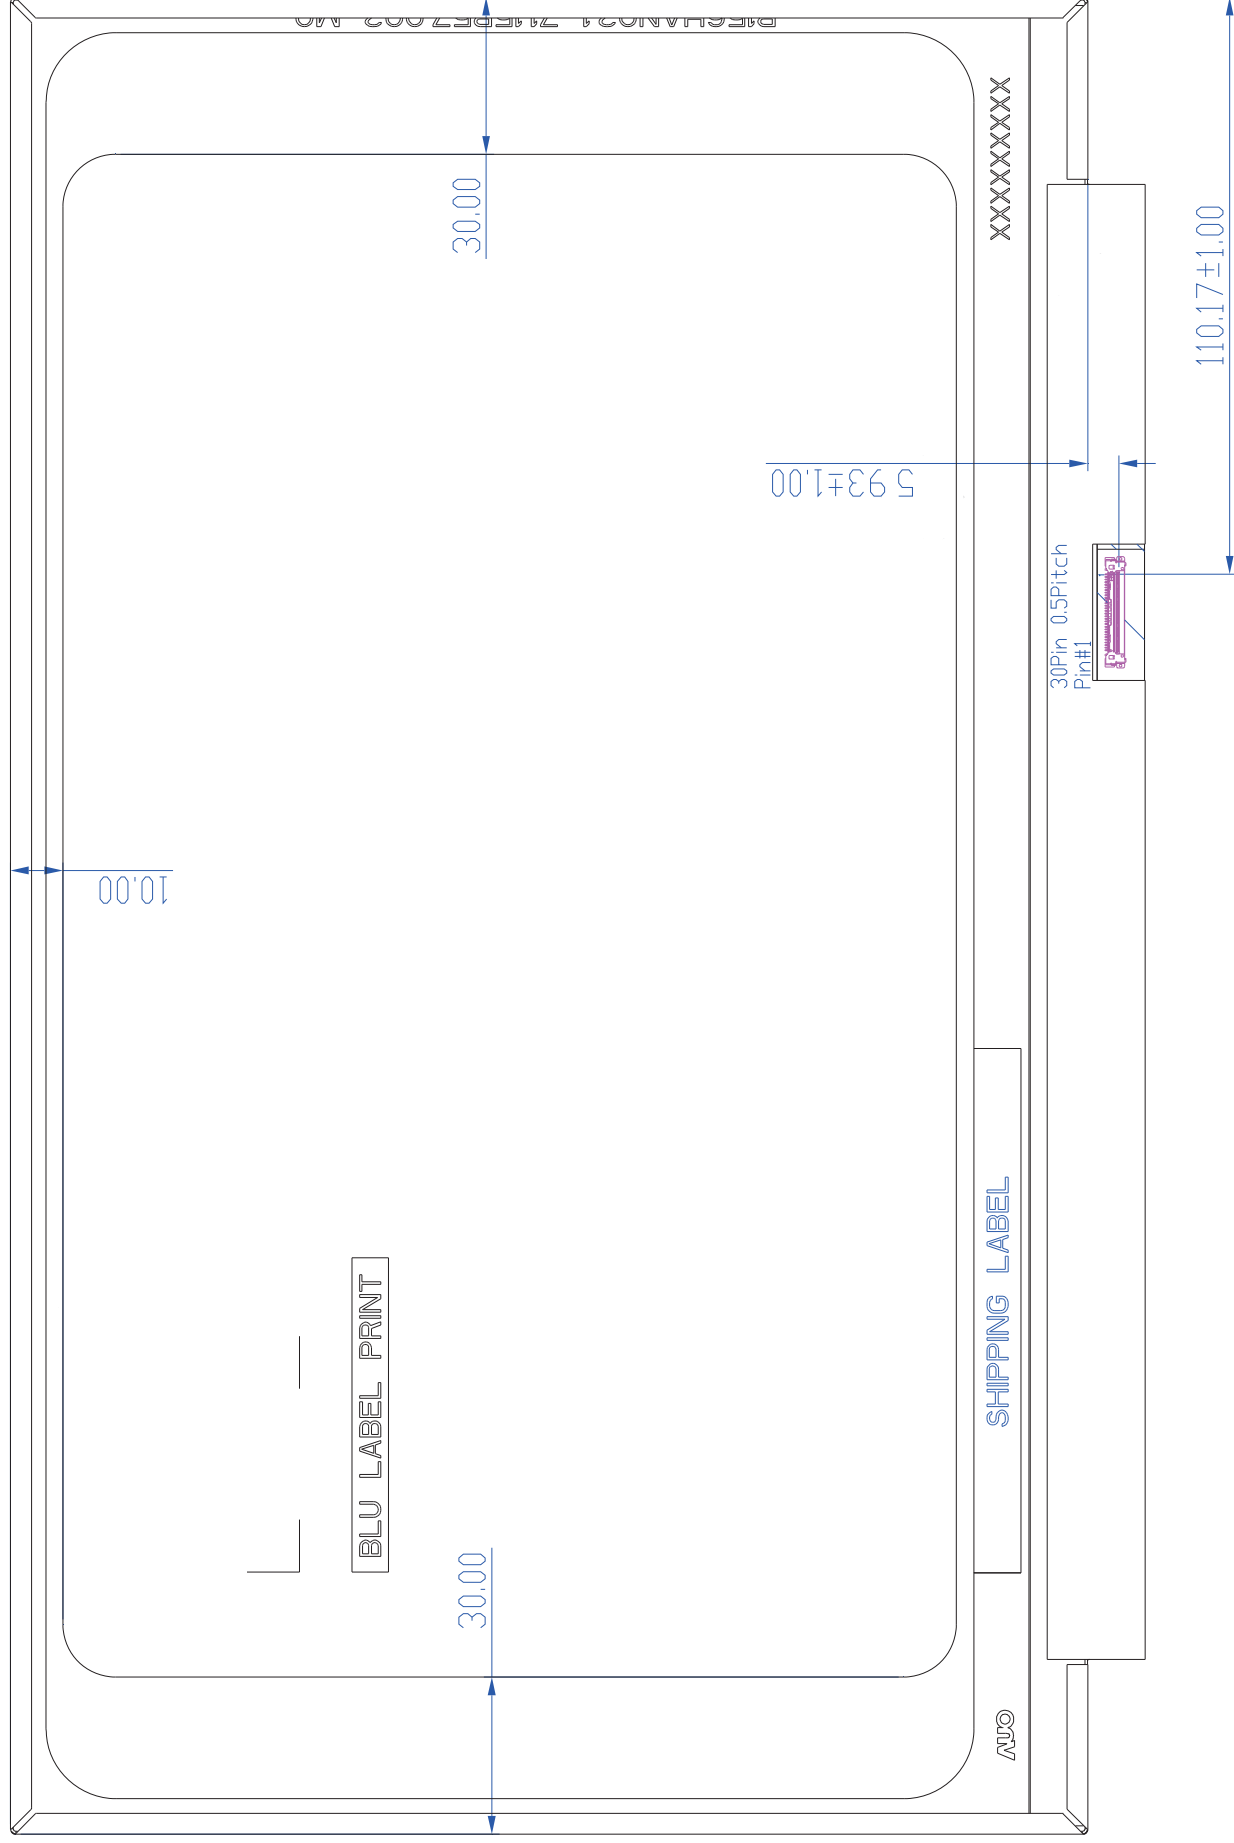 30.00
XXXXXXXXX
110.17±1.00
5.93±1.00
30Pin 0.5Pitch
Pin#1
10.00
BLU LABEL PRINT
SHIPPING LABEL
30.00
AUO